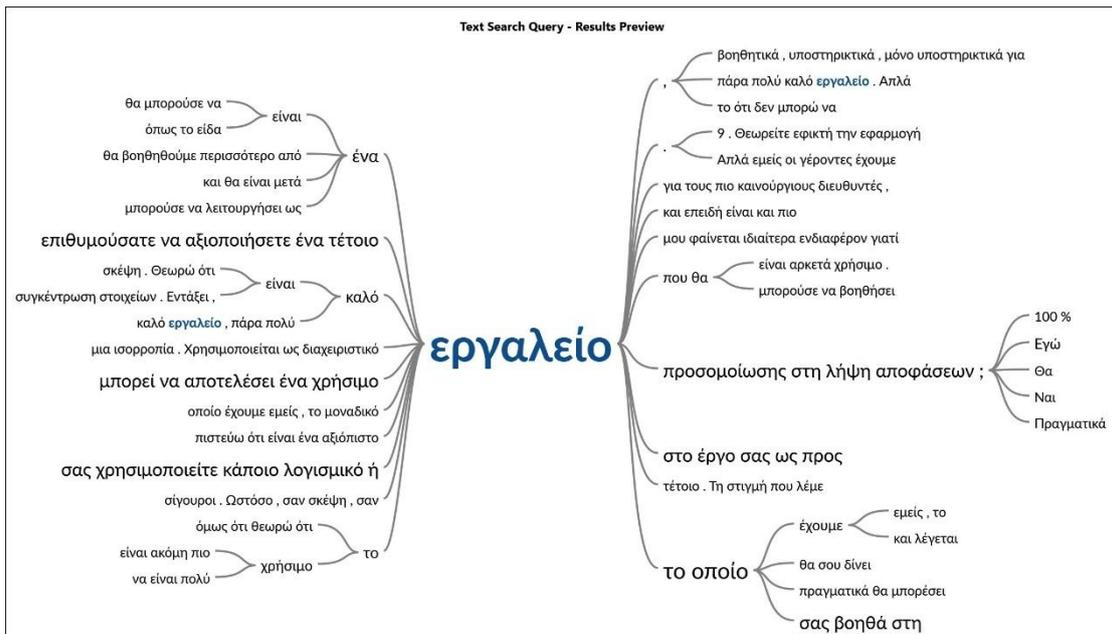 Text Search Query - Results Preview
θα μπορούσε να
όπως το είδα
είναι
θα βοηθηθούμε περισσότερο από
και θα είναι μετά
μπορούσε να λειτουργήσει ως
ένα
επιθυμούσατε να αξιοποιήσετε ένα τέτοιο
σκέψη . Θεωρώ ότι
συγκέντρωση στοιχείων . Εντάξει ,
είναι
καλό εργαλείο , πάρα πολύ
καλό
μια ισορροπία . Χρησιμοποιείται ως διαχειριστικό
μπορεί να αποτελέσει ένα χρήσιμο
οποίο έχουμε εμείς , το μοναδικό
πιστεύω ότι είναι ένα αξιόπιστο
σας χρησιμοποιείτε κάποιο λογισμικό ή
σίγουροι . Ωστόσο , σαν σκέψη , σαν
όμως ότι θεωρώ ότι
είναι ακόμη πιο
να είναι πολύ
χρήσιμο
το
εργαλείο
,
βοηθητικά , υποστηρικτικά , μόνο υποστηρικτικά για
πάρα πολύ καλό εργαλείο . Απλά
το ότι δεν μπορώ να
.
9 . Θεωρείτε εφικτή την εφαρμογή
Απλά εμείς οι γέροντες έχουμε
για τους πιο καινούργιους διευθυντές ,
και επειδή είναι και πιο
μου φαίνεται ιδιαίτερα ενδιαφέρον γιατί
που θα
είναι αρκετά χρήσιμο .
μπορούσε να βοηθήσει
προσομοίωσης στη λήψη αποφάσεων ;
100 %
Εγώ
Θα
Ναι
Πραγματικά
στο έργο σας ως προς
τέτοιο . Τη στιγμή που λέμε
το οποίο
έχουμε
εμείς , το
και λέγεται
θα σου δίνει
πραγματικά θα μπορέσει
σας βοηθά στη